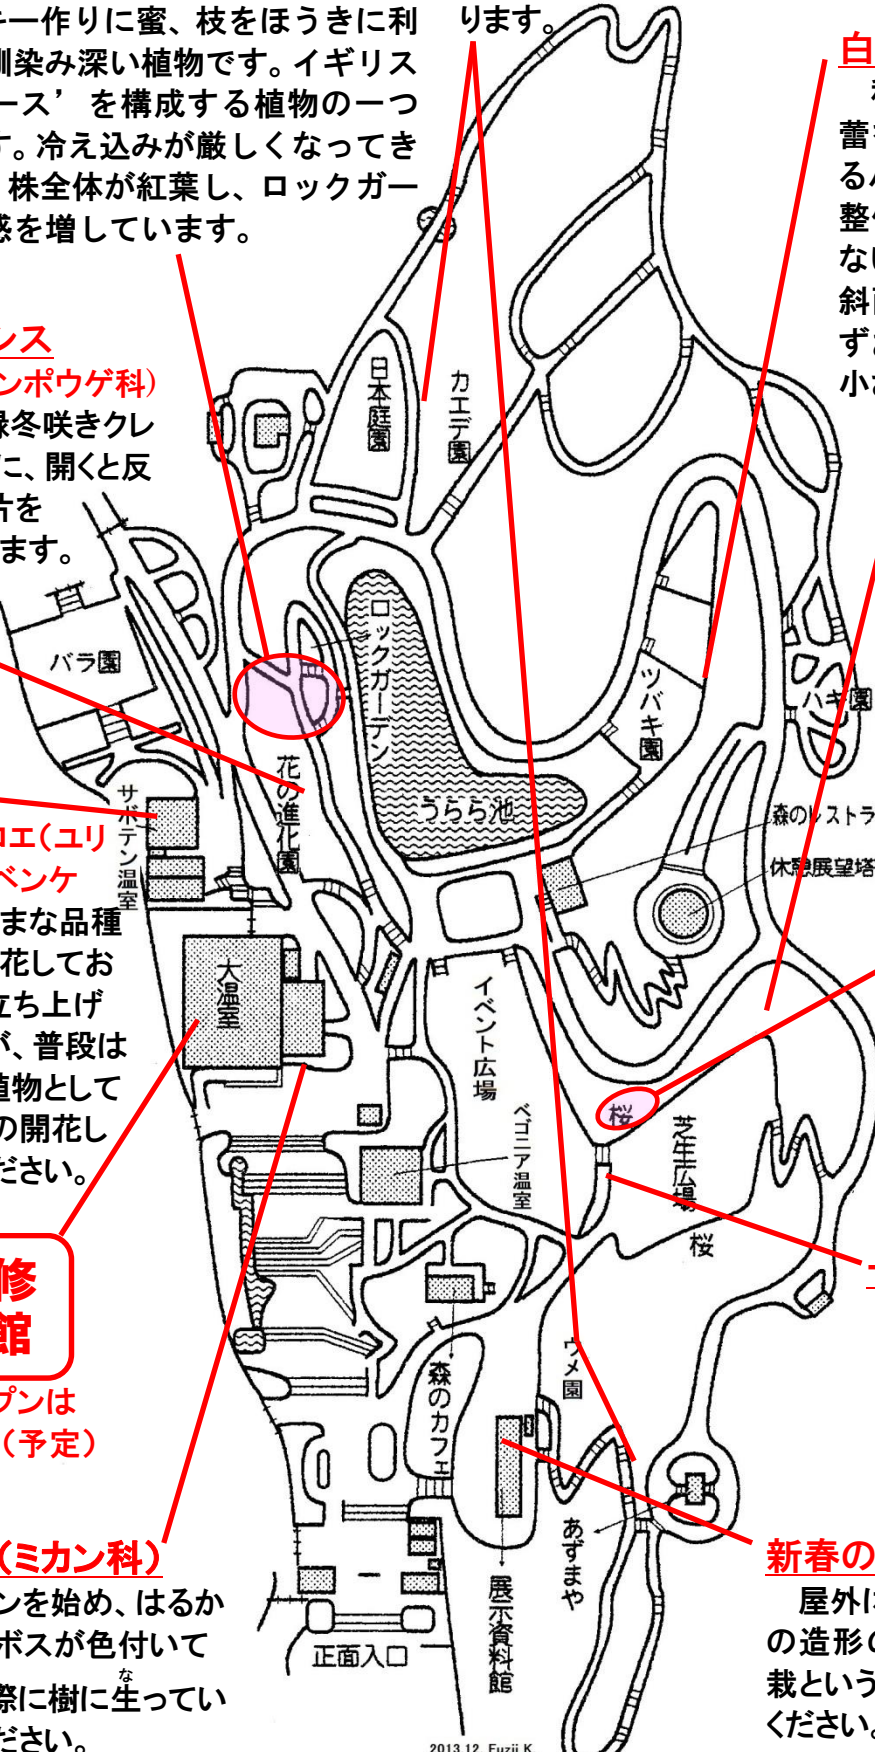 キー作りに蜜、枝をほうきに利
馴染み深い植物です。イギリス
ース’を構成する植物の一つ
す。冷え込みが厳しくなってき
株全体が紅葉し、ロックガー
感を増しています。
ります。
白
蕾
る
整
ない
斜面
ず
小さ
ンス
ンポウゲ科)
緑冬咲きクレ
に、開くと反
片を
ます。
日本庭園
カエデ園
バラ園
ロックガーデン
ツバキ園
ハギ園
花の進化園
うらら池
サボテン温室
森のレストラ
休憩展望塔
ロエ(ユリ
ベンケ
まな品種
花してお
立ち上げ
が、普段は
植物として
の開花し
ださい。
大温室
イベント広場
桜
ベゴニア温室
芝生広場
桜
修
館
プンは
(予定)
ウメ園
森のカフェ
あずまや
展示資料館
正面入口
(ミカン科)
ンを始め、はるか
ボスが色付いて
な
際に樹に生ってい
ださい。
新春の
屋外に
の造形の
栽という
ください。
2013.12 Fuzii K.